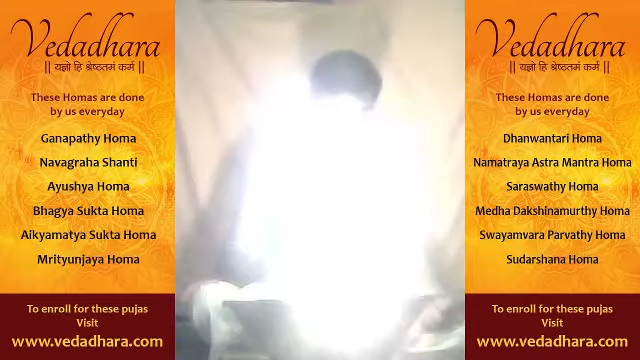 Vedadhara
|| यज्ञो हि श्रेष्ठतमं कर्म ||
These Homas are done
by us everyday
Ganapathy Homa
Navagraha Shanti
Ayushya Homa
Bhagya Sukta Homa
Aikyamatya Sukta Homa
Mrityunjaya Homa
To enroll for these pujas
Visit
www.vedadhara.com
Vedadhara
|| यज्ञो हि श्रेष्ठतमं कर्म ||
These Homas are done
by us everyday
Dhanwantari Homa
Namatraya Astra Mantra Homa
Saraswathy Homa
Medha Dakshinamurthy Homa
Swayamvara Parvathy Homa
Sudarshana Homa
To enroll for these pujas
Visit
www.vedadhara.com